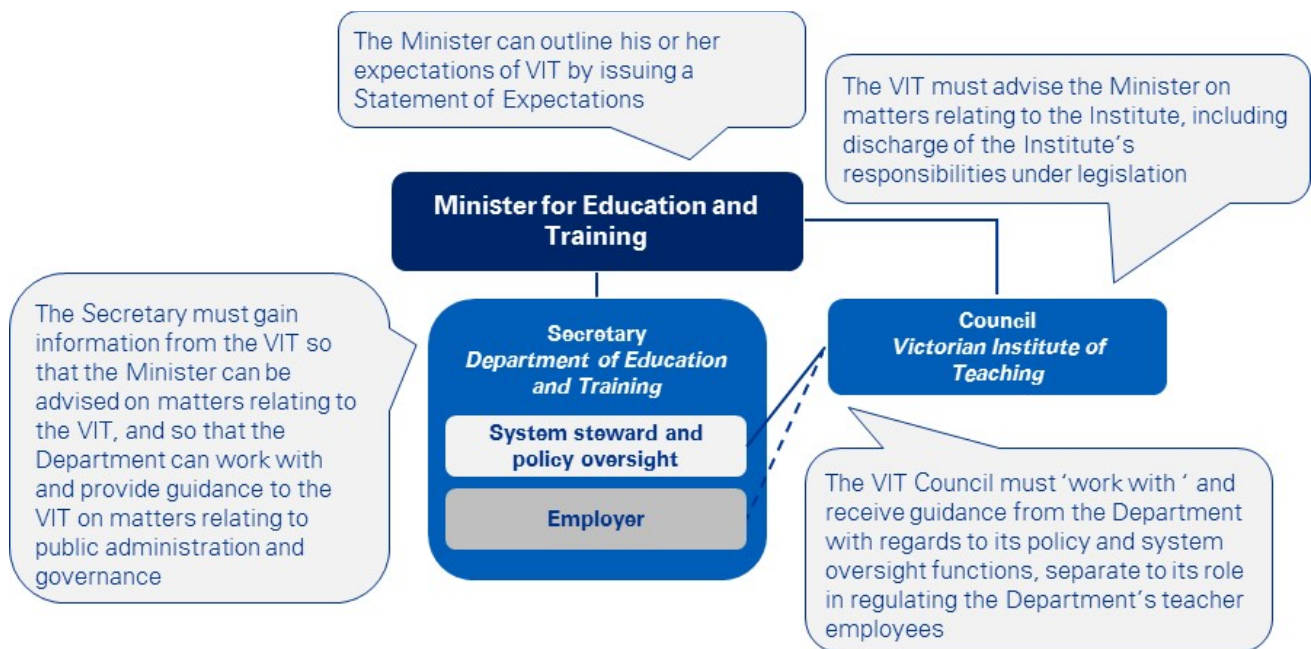 The Minister can outline his or her
expectations of VIT by issuing a
Statement of Expectations
The VIT must advise the Minister on
matters relating to the Institute, including
discharge of the Institute's
responsibilities under legislation
Minister for Education and
Training
The Secretary must gain
information from the VIT so
that the Minister can be
advised on matters relating to
the VIT, and so that the
Department can work with
and provide guidance to the
VIT on matters relating to
public administration and
governance
Secretary
Department of Education
and Training
System steward and
policy oversight
Employer
Council
Victorian Institute of
Teaching
The VIT Council must ‘work with ’ and
receive guidance from the Department
with regards to its policy and system
oversight functions, separate to its role
in regulating the Department's teacher
employees